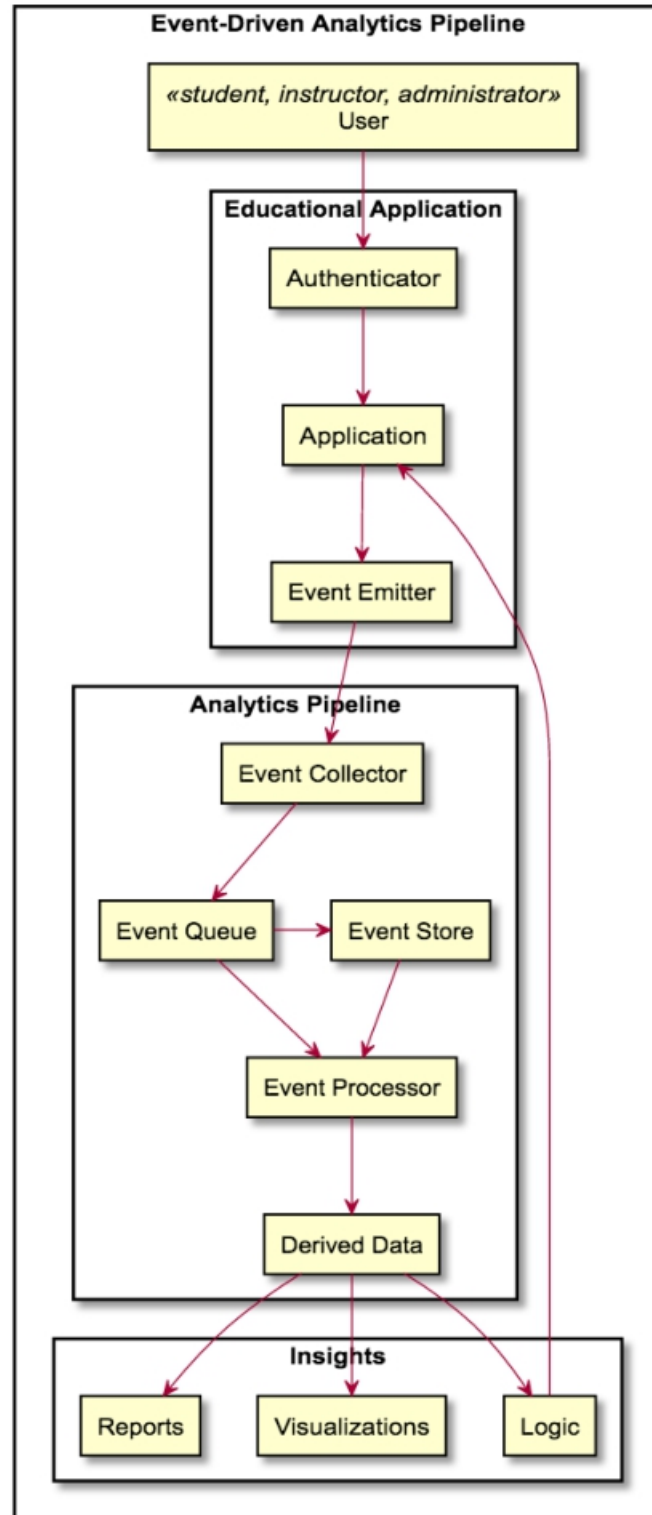 Event-Driven Analytics Pipeline
«student, instructor, administrator»
User
Educational Application
Authenticator
Application
Event Emitter
Analytics Pipeline
Event Collector
Event Queue
Event Store
Event Processor
Derived Data
Insights
Reports
Visualizations
Logic